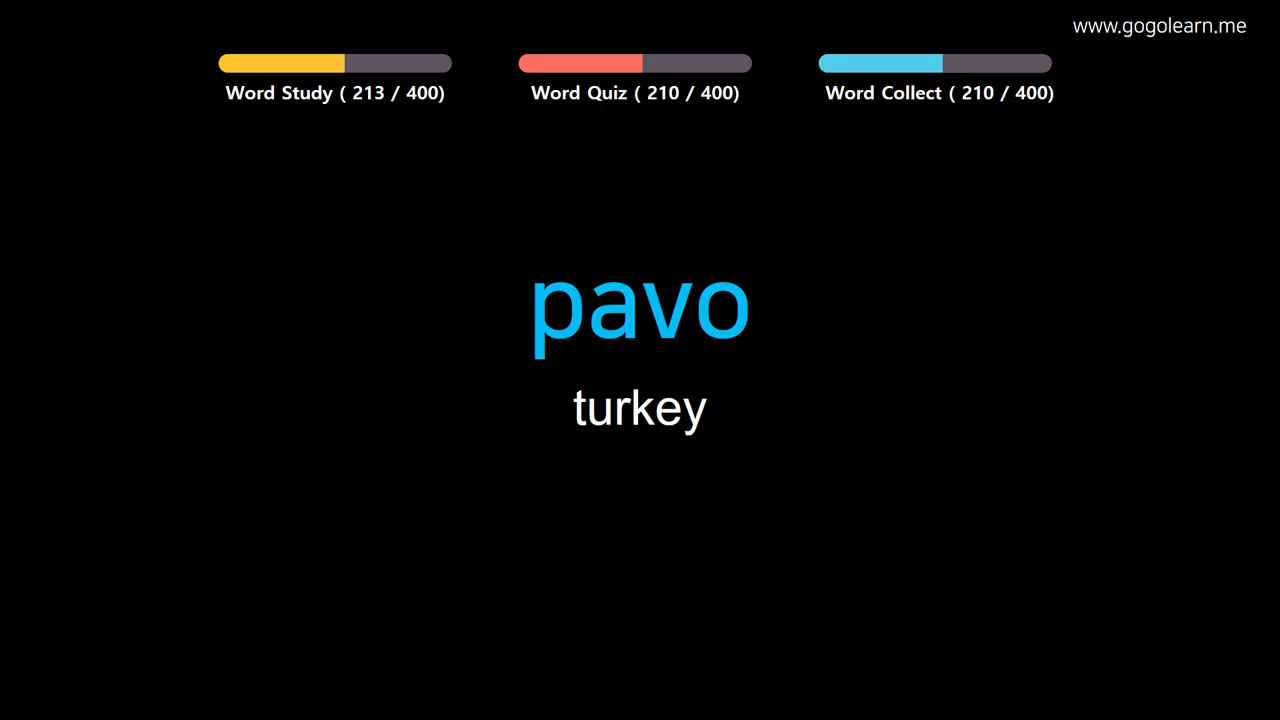 www.gogolearn.me
Word Study ( 213 / 400)
Word Quiz ( 210 / 400)
Word Collect ( 210 / 400)
pavo
turkey